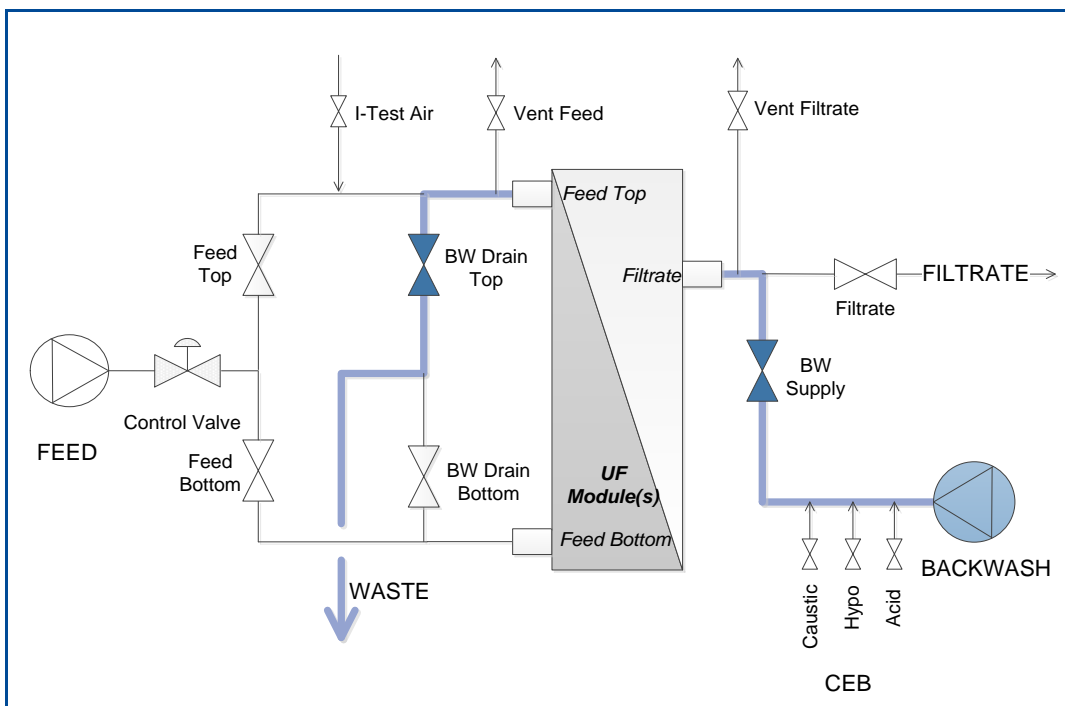 I-Test Air
Vent Feed
Vent Filtrate
Feed Top
Feed
Top
BW Drain
Top
Filtrate
FILTRATE
Filtrate
BW
Supply
Control Valve
FEED
Feed
Bottom
BW Drain
Bottom
UF
Module(s)
Feed Bottom
BACKWASH
WASTE
Caustic
Hypo
Acid
CEB